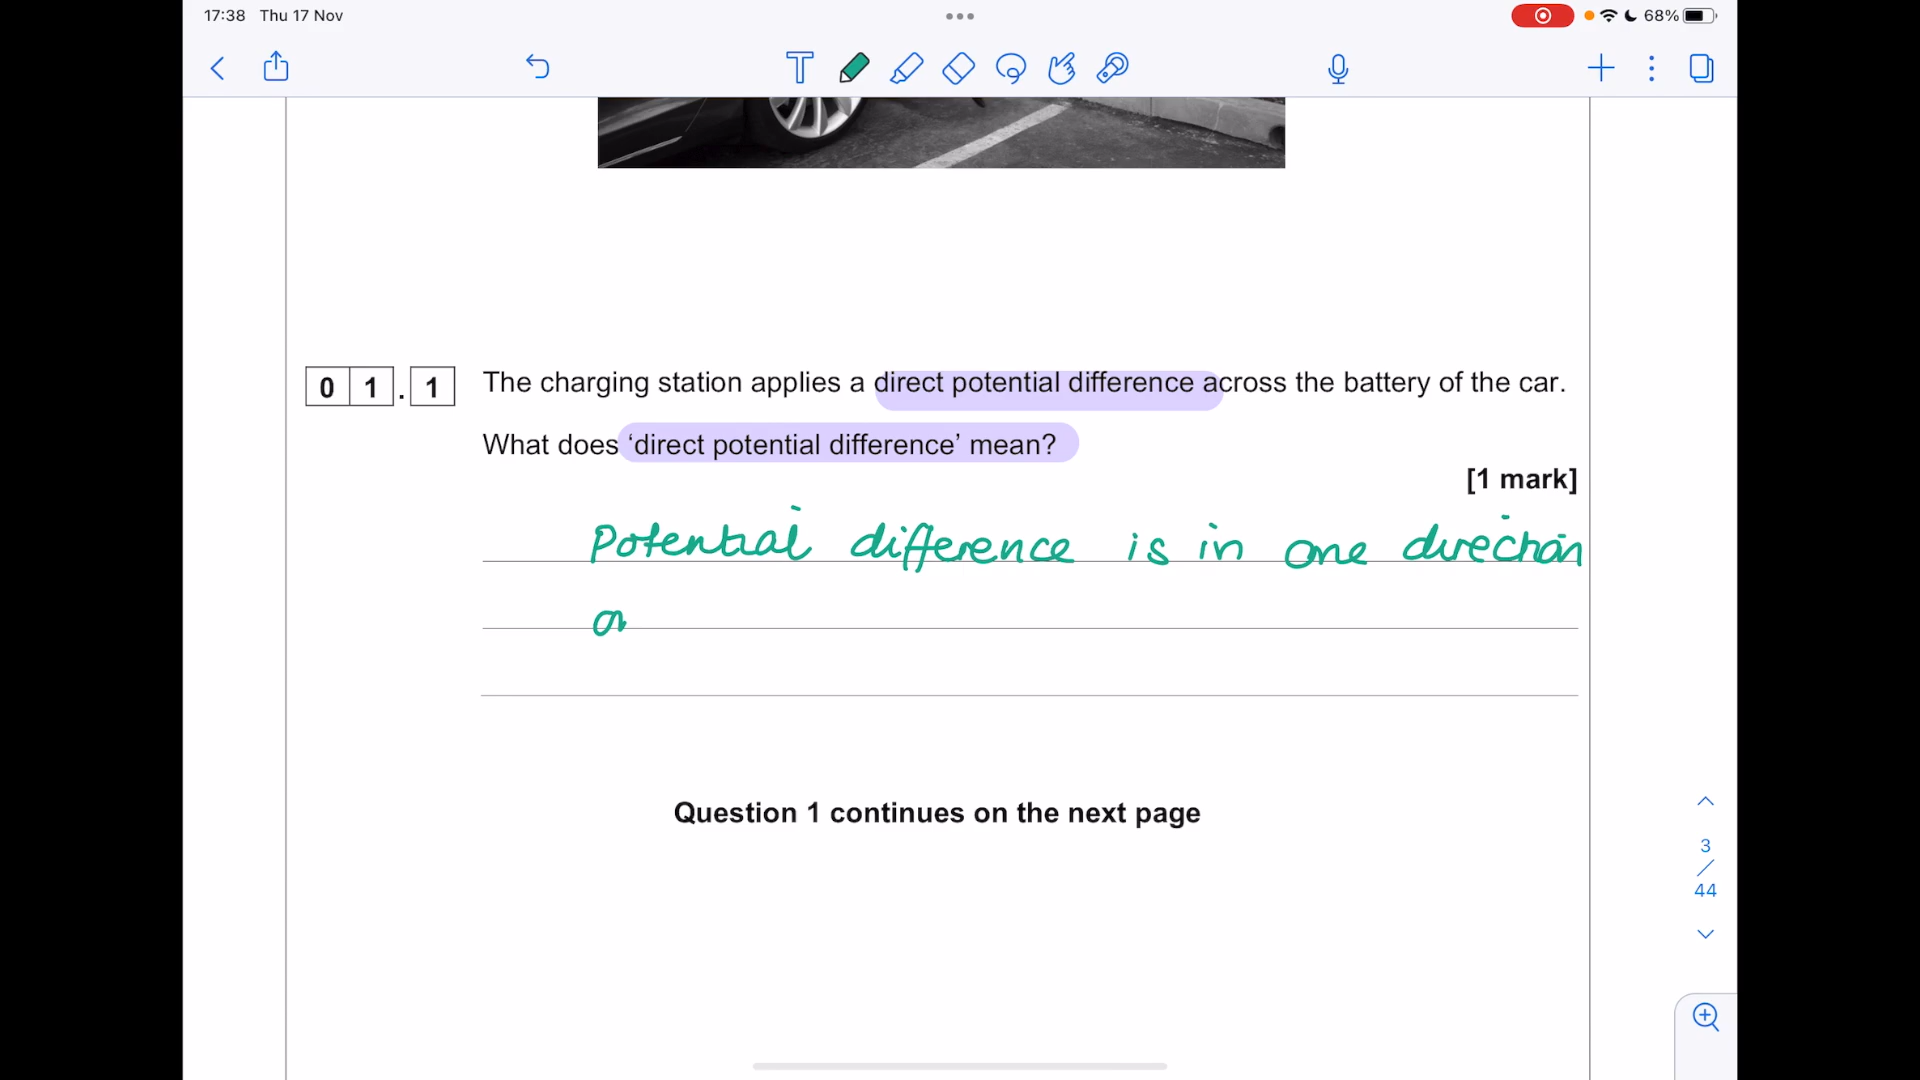 17:38 Thu 17 Nov
68%
T
0 1 . 1 The charging station applies a direct potential difference across the battery of the car.
What does ‘direct potential difference’ mean?
[1 mark]
Potential difference is in one direction
on
Question 1 continues on the next page
3
/
44